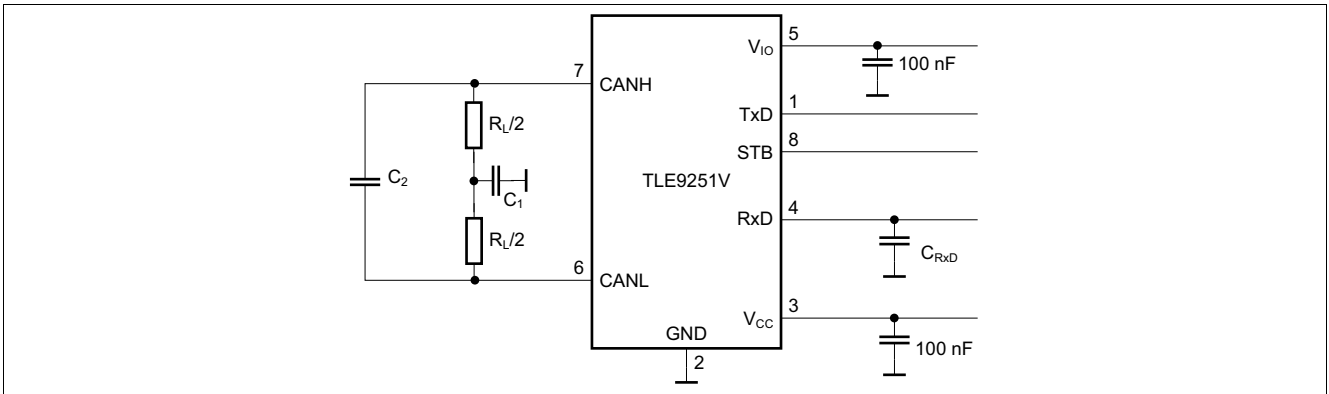 5
V_IO
100 nF
7
CANH
1
TxD
R_L/2
8
STB
C_2
C_1
TLE9251V
4
RxD
R_L/2
C_RxD
6
CANL
3
V_CC
GND
100 nF
2